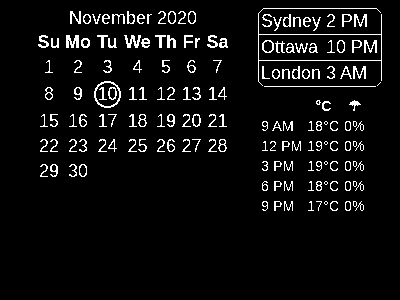 November 2020
Su Mo Tu We Th Fr Sa
1 2 3 4 5 6 7
8 9 10 11 12 13 14
15 16 17 18 19 20 21
22 23 24 25 26 27 28
29 30
Sydney 2 PM
Ottawa 10 PM
London 3 AM
°C ☂
9 AM 18°C 0%
12 PM 19°C 0%
3 PM 19°C 0%
6 PM 18°C 0%
9 PM 17°C 0%